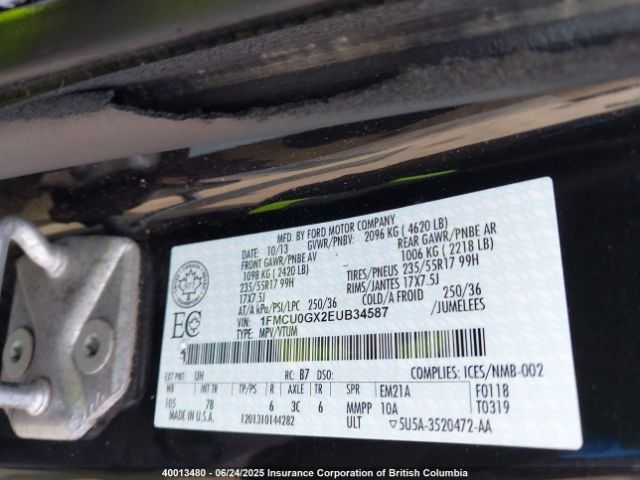 MFD. BY FORD MOTOR COMPANY
10/13 GVWR/PNBV: 2096 KG ( 4620 LB)
FRONT GAWR/PNBE AV REAR GAWR/PNBE AR
1098 KG ( 2420 LB) 1006 KG ( 2218 LB)
235/55R17 99H TIRES/PNEUS 235/55R17 99H
17X7.5J RIMS/JANTES 17X7.5J
AT/A kPa/PSI/LPC 250/36 COLD/A FROID 250/36
VIN: 1FMCU0GX2EUB34587 /JUMELEES
TYPE: MPV/VTUM
EC
EXT PNT: UH RC: B7 DSO: COMPLIES: ICES/NMB-002
WB INT TR TP/PS R AXLE TR SPR EM21A F011B
105 7B 6 3C 6 MMPP 10A T0319
MADE IN U.S.A. 1201310144282 ULT 5U5A-3520472-AA
40013480 - 06/24/2025 Insurance Corporation of British Columbia